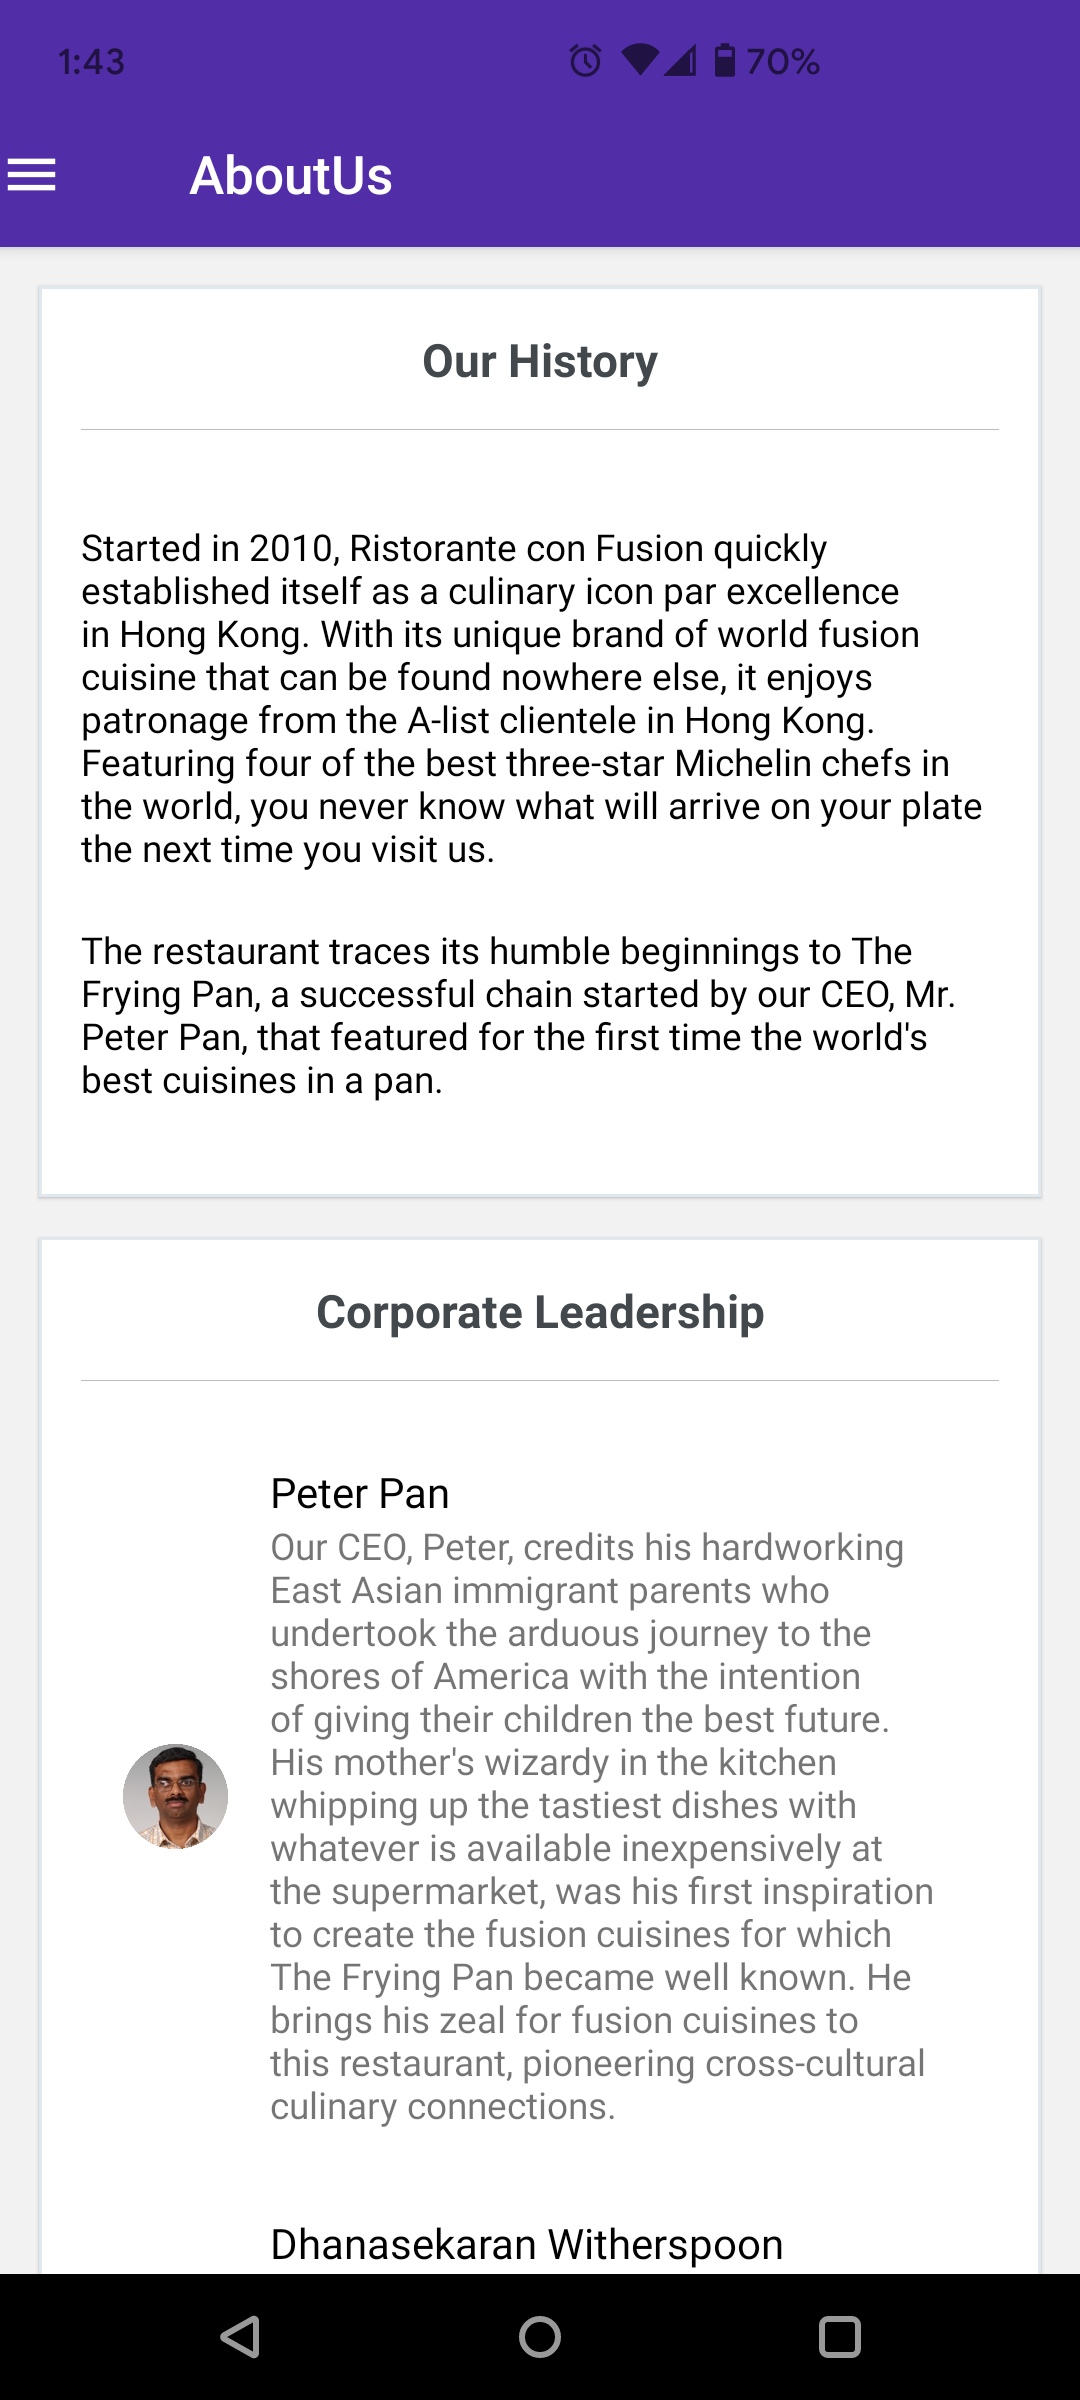 1:43
70%
AboutUs
Our History
Started in 2010, Ristorante con Fusion quickly
established itself as a culinary icon par excellence
in Hong Kong. With its unique brand of world fusion
cuisine that can be found nowhere else, it enjoys
patronage from the A-list clientele in Hong Kong.
Featuring four of the best three-star Michelin chefs in
the world, you never know what will arrive on your plate
the next time you visit us.
The restaurant traces its humble beginnings to The
Frying Pan, a successful chain started by our CEO, Mr.
Peter Pan, that featured for the first time the world's
best cuisines in a pan.
Corporate Leadership
Peter Pan
Our CEO, Peter, credits his hardworking
East Asian immigrant parents who
undertook the arduous journey to the
shores of America with the intention
of giving their children the best future.
His mother's wizardy in the kitchen
whipping up the tastiest dishes with
whatever is available inexpensively at
the supermarket, was his first inspiration
to create the fusion cuisines for which
The Frying Pan became well known. He
brings his zeal for fusion cuisines to
this restaurant, pioneering cross-cultural
culinary connections.
Dhanasekaran Witherspoon